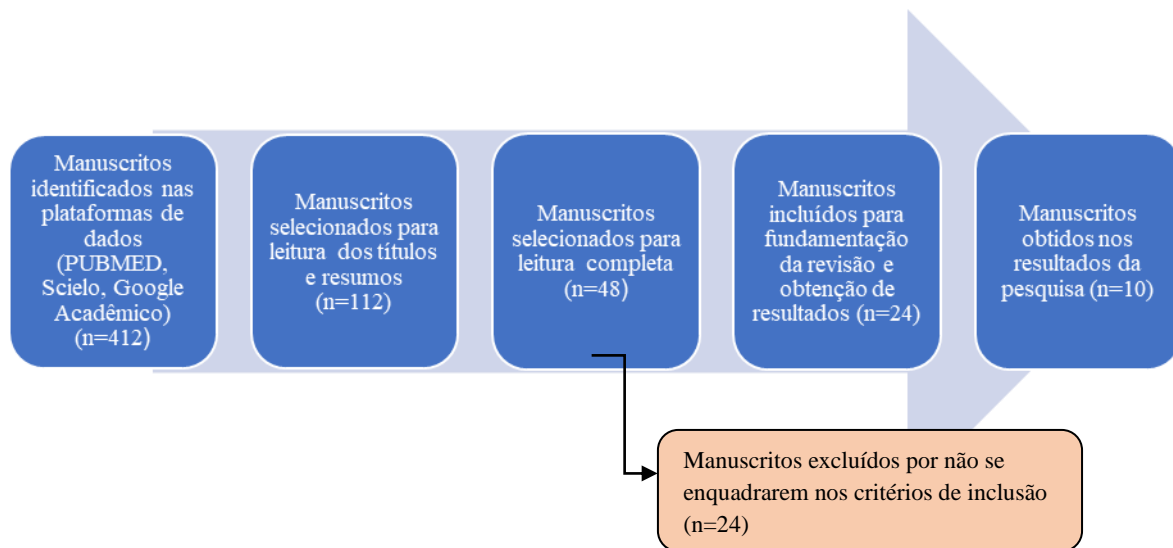 Manuscritos
identificados nas
plataformas de
dados
(PUBMED,
Scielo, Google
Acadêmico)
(n=412)
Manuscritos
selecionados para
leitura dos títulos
e resumos
(n=112)
Manuscritos
selecionados para
leitura completa
(n=48)
Manuscritos
incluídos para
fundamentação
da revisão e
obtenção de
resultados (n=24)
Manuscritos
obtidos nos
resultados da
pesquisa (n=10)
Manuscritos excluídos por não se
enquadrarem nos critérios de inclusão
(n=24)